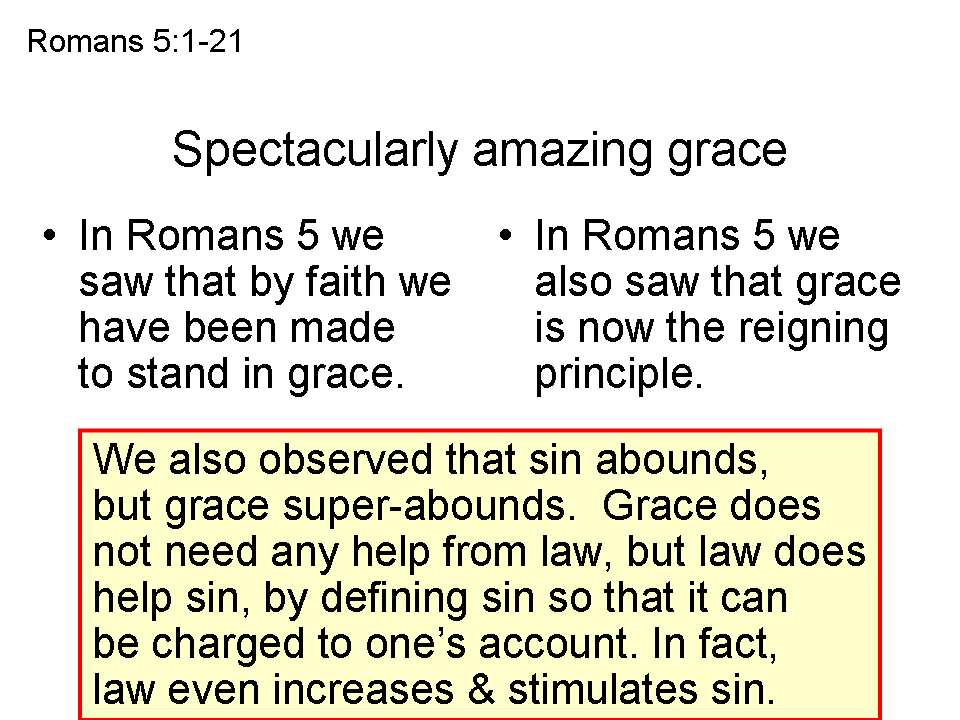 Romans 5:1-21
Spectacularly amazing grace
• In Romans 5 we
saw that by faith we
have been made
to stand in grace.
• In Romans 5 we
also saw that grace
is now the reigning
principle.
We also observed that sin abounds,
but grace super-abounds.  Grace does
not need any help from law, but law does
help sin, by defining sin so that it can
be charged to one’s account. In fact,
law even increases & stimulates sin.